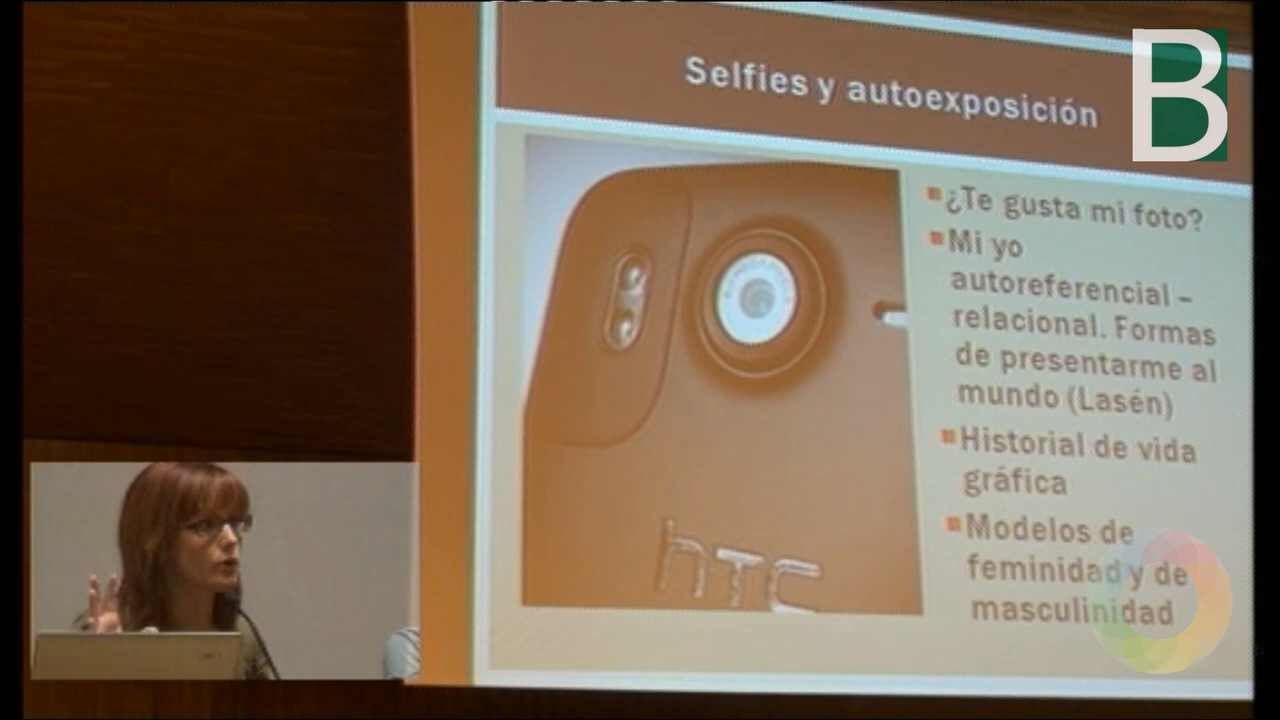 B
Selfies y autoexposición
¿Te gusta mi foto?
Mi yo
autoreferencial –
relacional. Formas
de presentarme al
mundo (Lasén)
Historial de vida
gráfica
Modelos de
feminidad y de
masculinidad
hTC